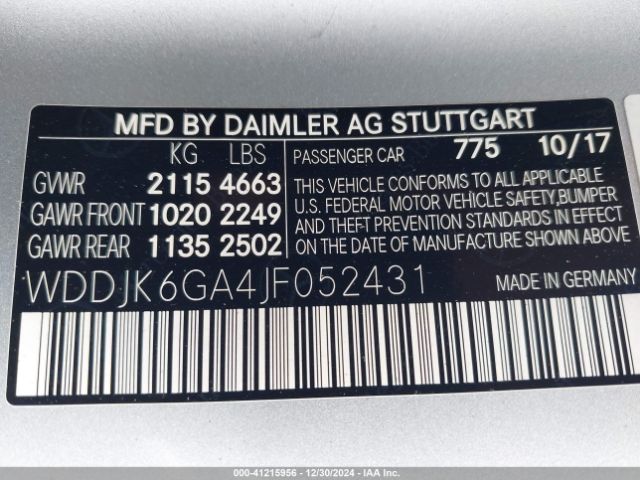 MFD BY DAIMLER AG STUTTGART
KG LBS
GVWR 2115 4663
GAWR FRONT 1020 2249
GAWR REAR 1135 2502
PASSENGER CAR 775 10/17
THIS VEHICLE CONFORMS TO ALL APPLICABLE
U.S. FEDERAL MOTOR VEHICLE SAFETY,BUMPER
AND THEFT PREVENTION STANDARDS IN EFFECT
ON THE DATE OF MANUFACTURE SHOWN ABOVE
WDDJK6GA4JF052431
MADE IN GERMANY
000-41215956 • 12/30/2024 • IAAI.COM